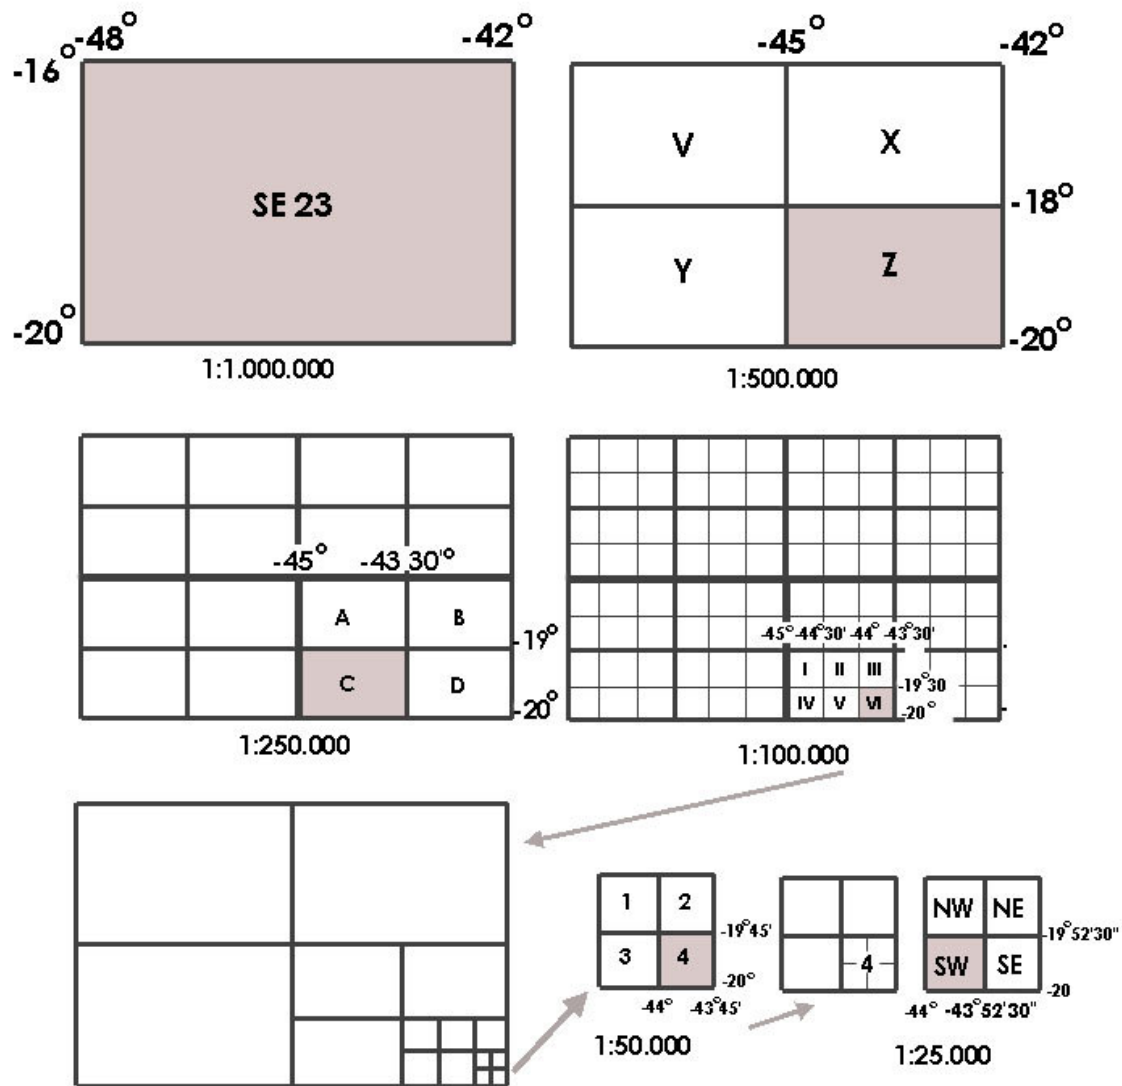 -48° -42°
-16°
SE 23
-20°
1:1.000.000
-45° -42°
V X
-18°
Y Z
-20°
1:500.000
-45° -43 30'°
A B
-19°
C D
-20°
1:250.000
-45° -44°30' -44° -43°30'
I II III
-19°30
IV V VI
-20°
1:100.000
1 2
-19°45'
3 4
-20°
-44° -43°45'
1:50.000
4
NW NE
-19°52'30"
SW SE
-20
-44° -43°52'30"
1:25.000